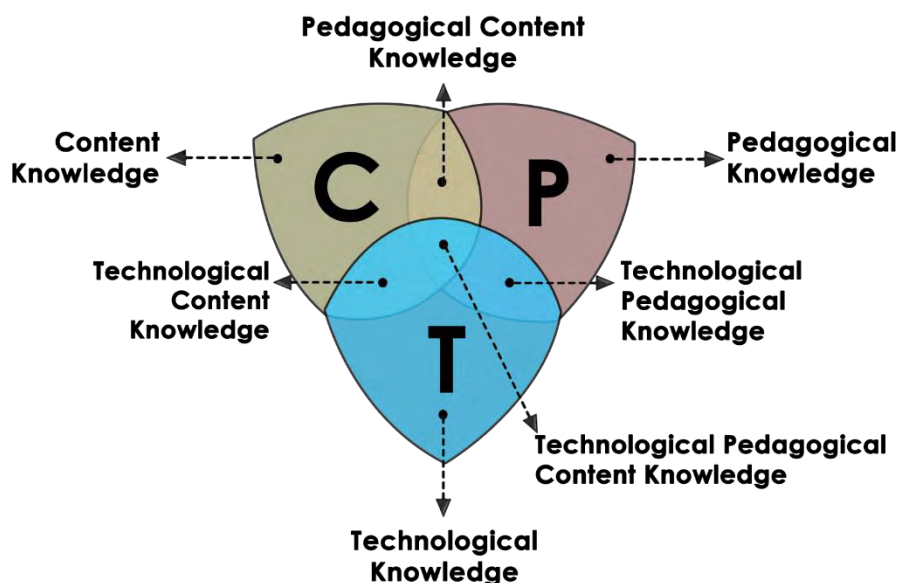 Pedagogical Content
Knowledge
Content
Knowledge
Pedagogical
Knowledge
C
P
Technological
Content
Knowledge
Technological
Pedagogical
Knowledge
T
Technological Pedagogical
Content Knowledge
Technological
Knowledge